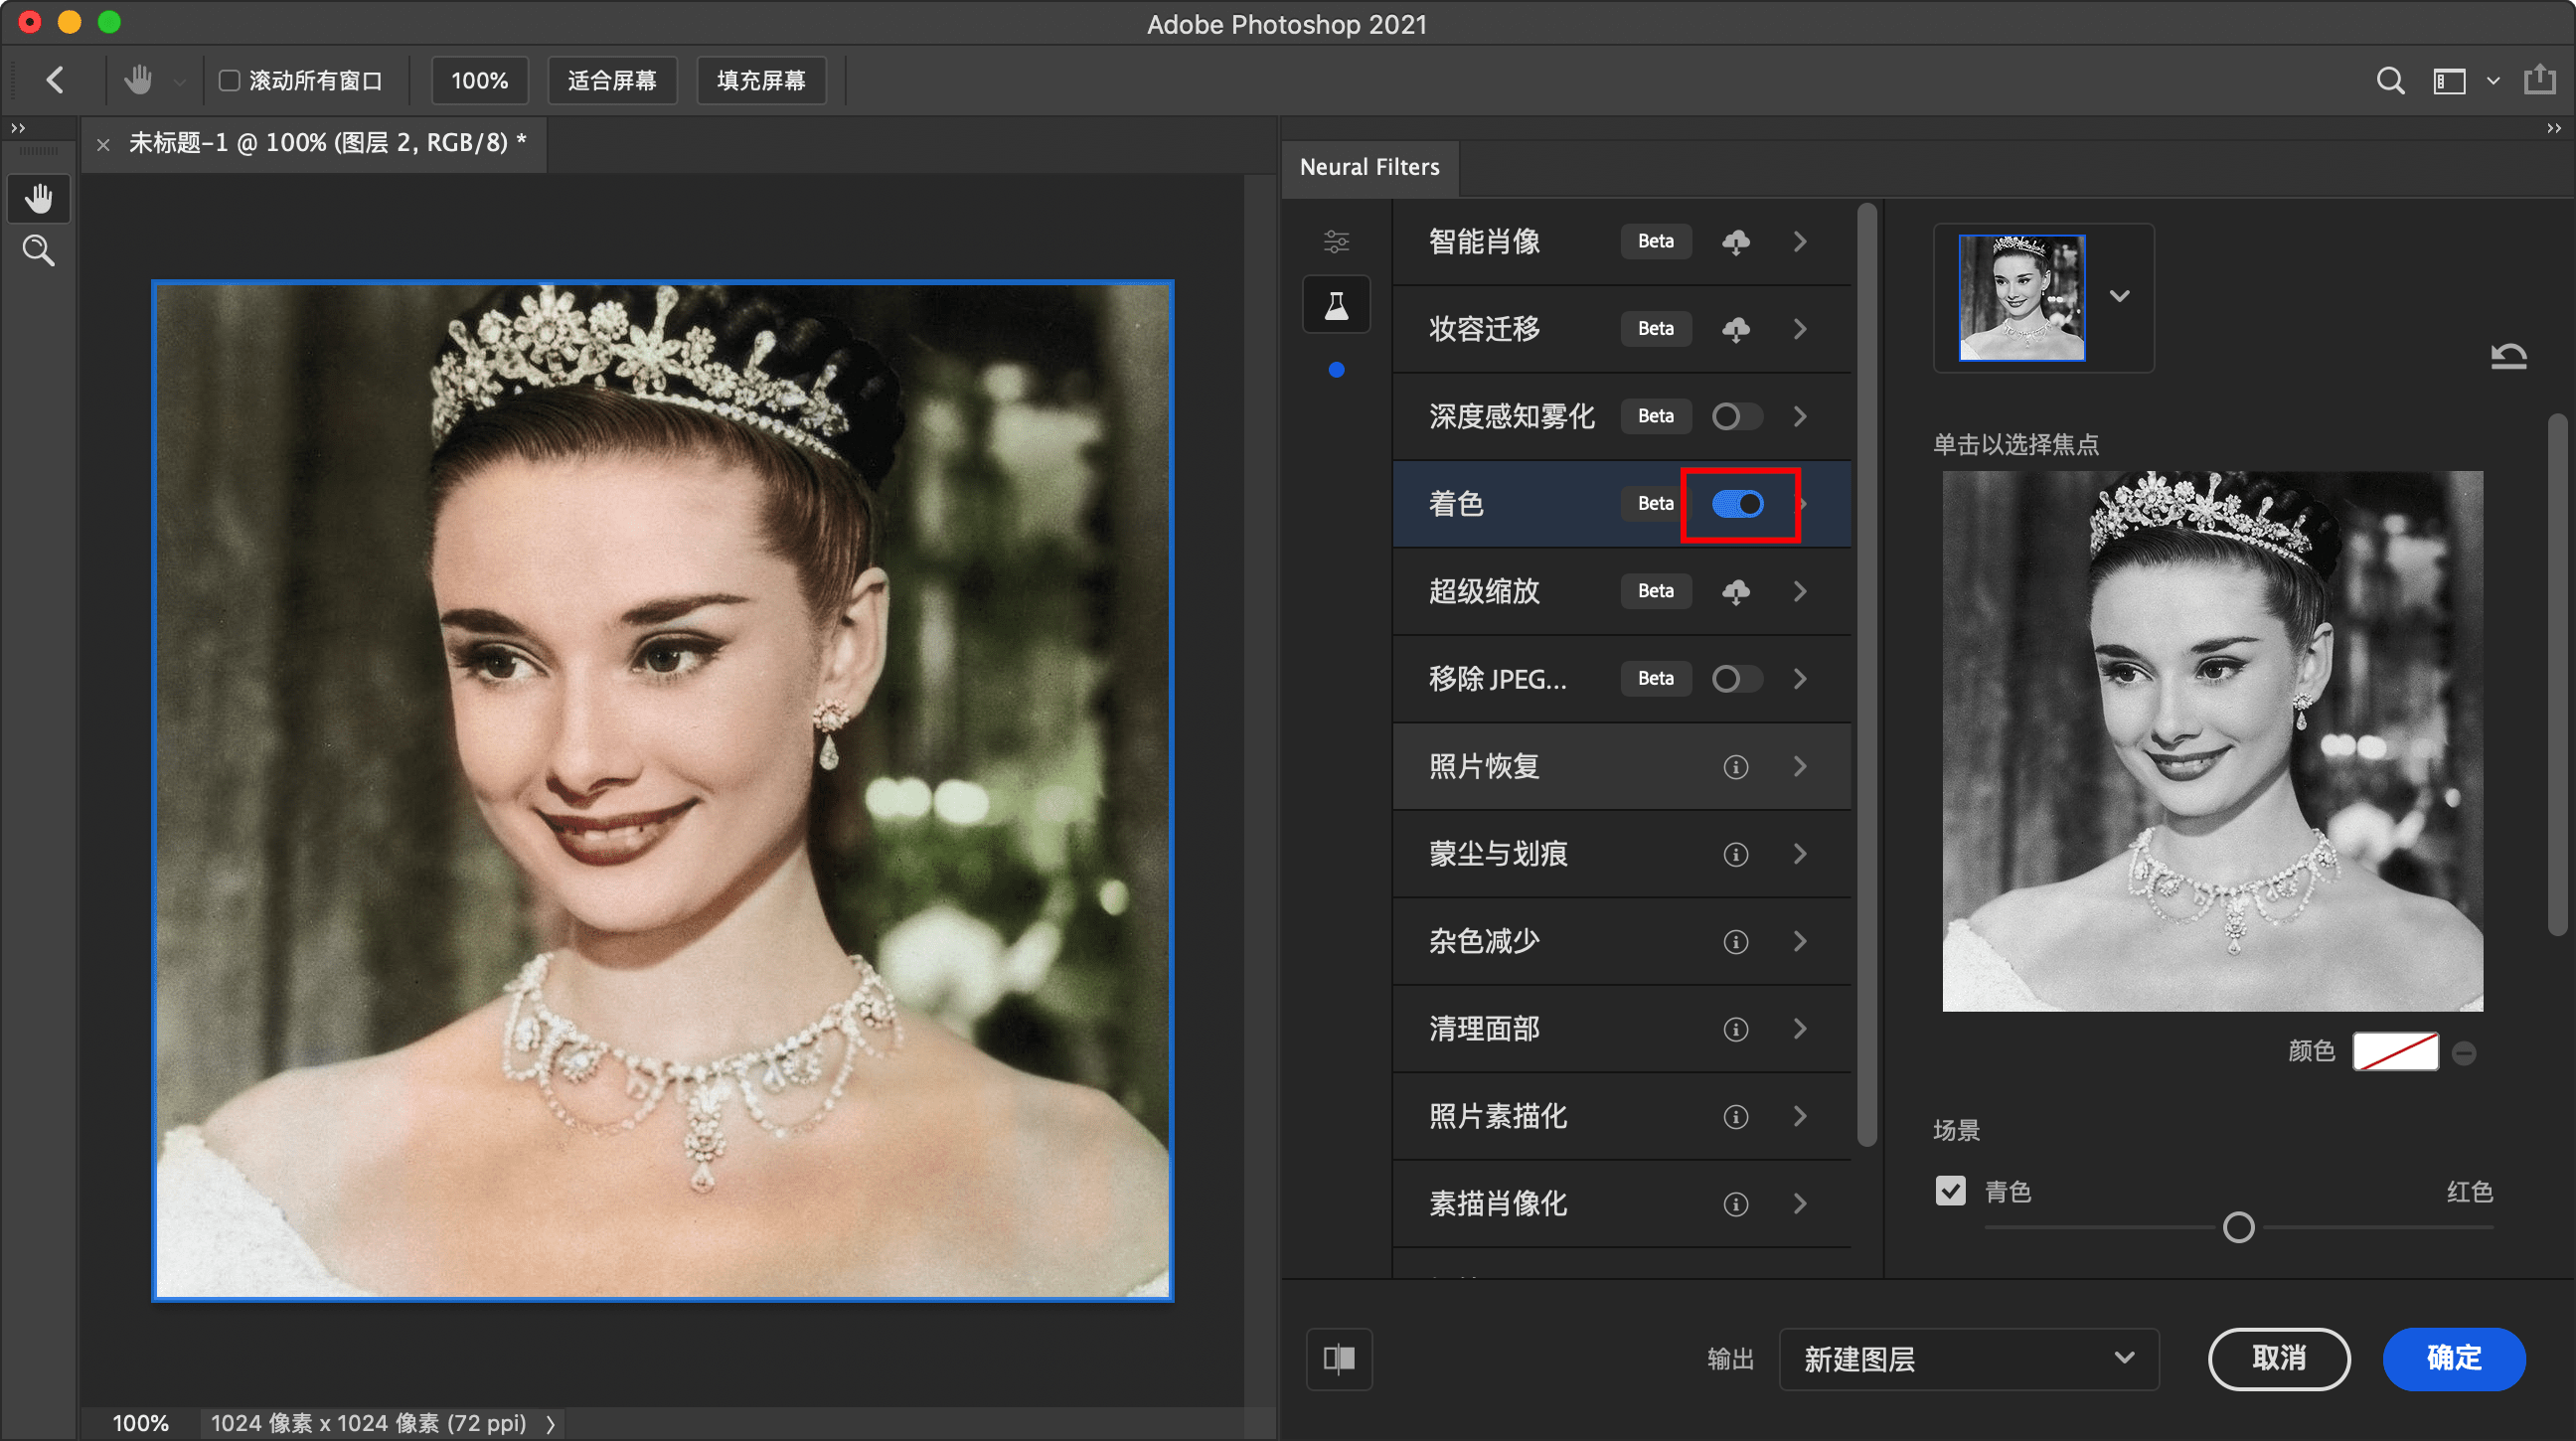 Adobe Photoshop 2021
滚动所有窗口 100% 适合屏幕 填充屏幕
未标题-1 @ 100% (图层 2, RGB/8) *
Neural Filters
智能肖像 Beta
妆容迁移 Beta
深度感知雾化 Beta
着色 Beta
超级缩放 Beta
移除 JPEG... Beta
照片恢复
蒙尘与划痕
杂色减少
清理面部
照片素描化
素描肖像化
单击以选择焦点
颜色
场景
青色 红色
输出 新建图层 取消 确定
100% 1024 像素 x 1024 像素 (72 ppi)